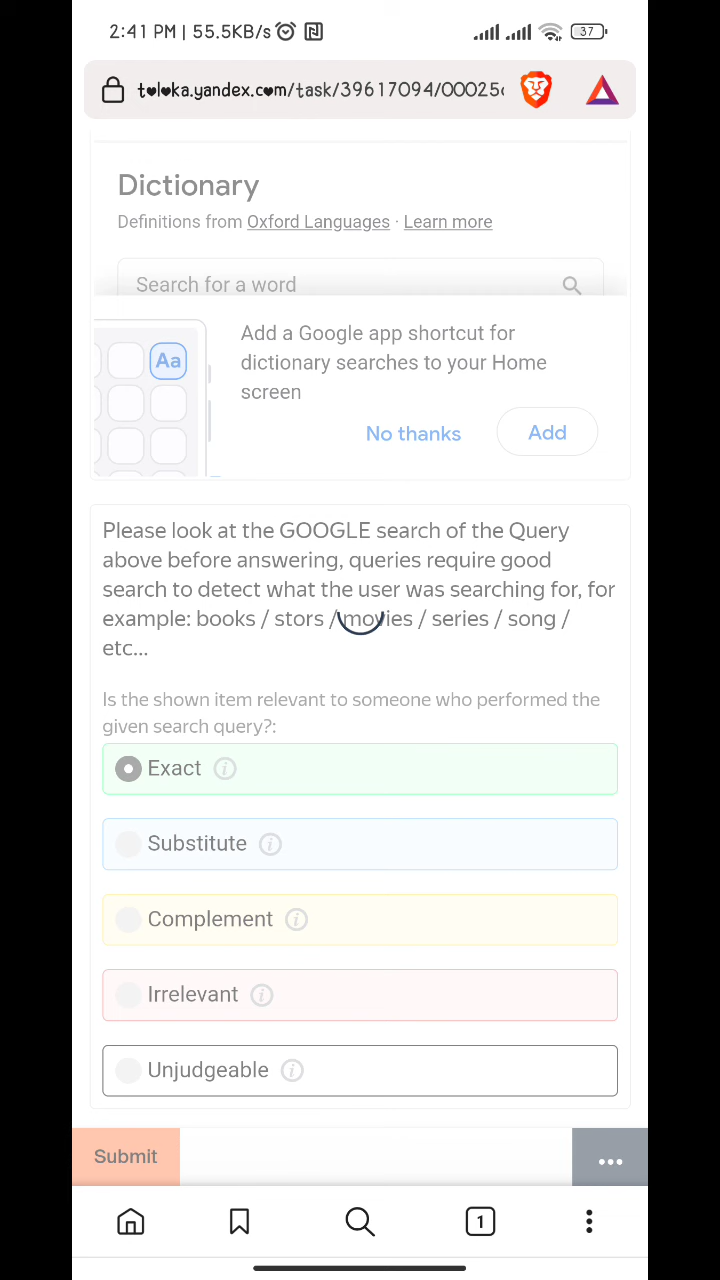 2:41 PM | 55.5KB/s
37
t♥l♥ka.yandex.c♥m/task/39617094/00025
Dictionary
Definitions from Oxford Languages · Learn more
Search for a word
Add a Google app shortcut for
dictionary searches to your Home
screen
Aa
No thanks
Add
Please look at the GOOGLE search of the Query
above before answering, queries require good
search to detect what the user was searching for, for
example: books / stors / movies / series / song /
etc...
Is the shown item relevant to someone who performed the
given search query?:
Exact
Substitute
Complement
Irrelevant
Unjudgeable
Submit
1